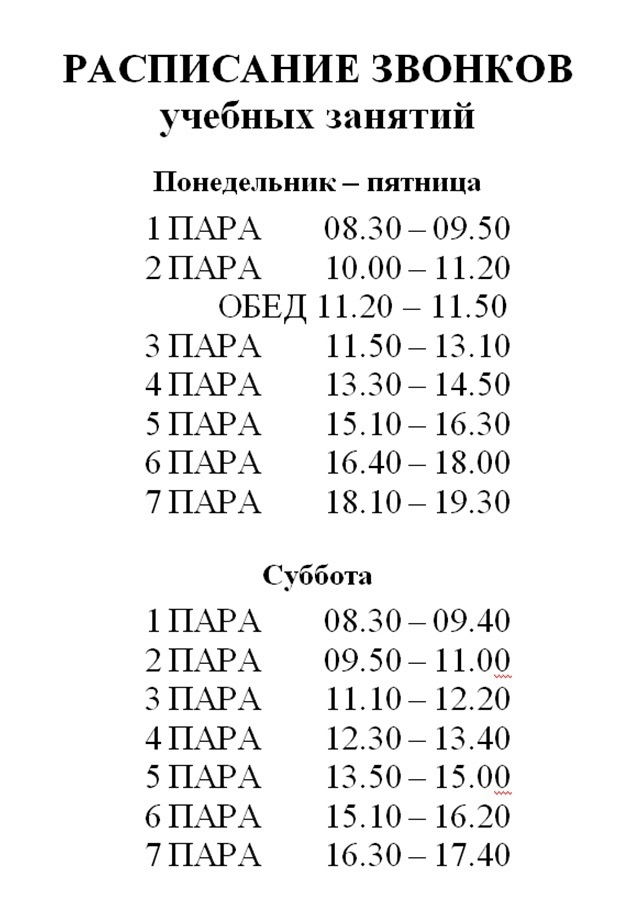 РАСПИСАНИЕ ЗВОНКОВ
учебных занятий
Понедельник – пятница
1 ПАРА 08.30 – 09.50
2 ПАРА 10.00 – 11.20
ОБЕД 11.20 – 11.50
3 ПАРА 11.50 – 13.10
4 ПАРА 13.30 – 14.50
5 ПАРА 15.10 – 16.30
6 ПАРА 16.40 – 18.00
7 ПАРА 18.10 – 19.30
Суббота
1 ПАРА 08.30 – 09.40
2 ПАРА 09.50 – 11.00
3 ПАРА 11.10 – 12.20
4 ПАРА 12.30 – 13.40
5 ПАРА 13.50 – 15.00
6 ПАРА 15.10 – 16.20
7 ПАРА 16.30 – 17.40